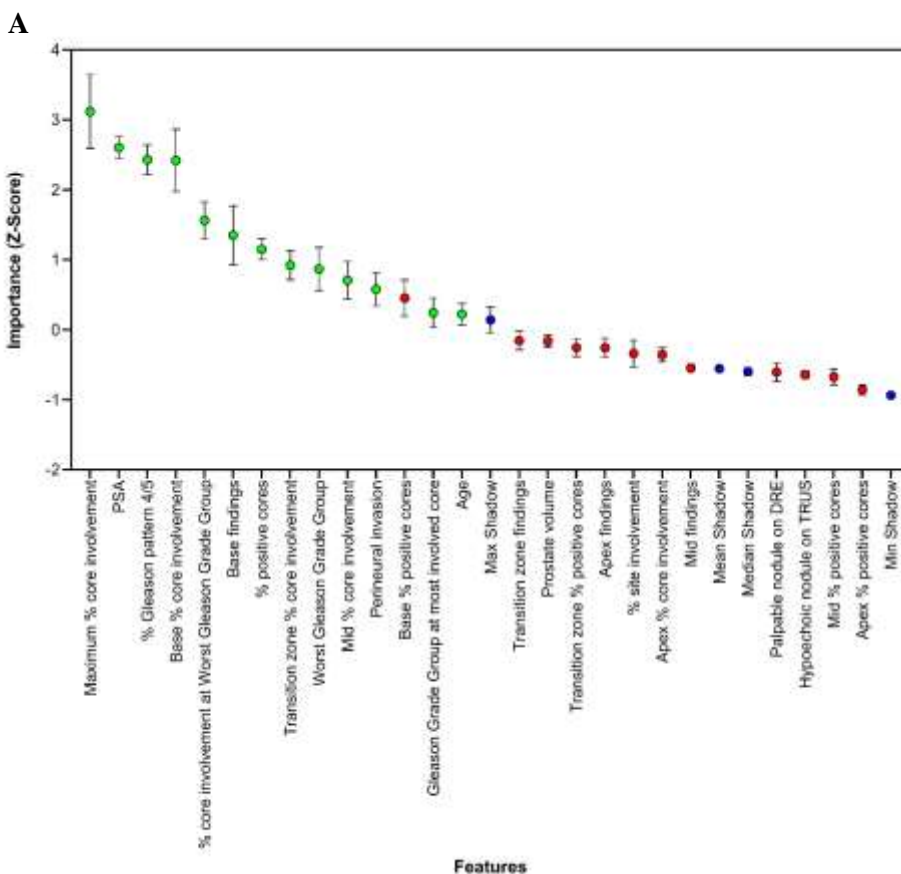 A
4
3
2
1
0
-1
-2
Importance (Z-Score)
Maximum % core involvement
PSA
% Gleason pattern 4/5
Base % core involvement
% core involvement at Worst Gleason Grade Group
Base findings
% positive cores
Transition zone % core involvement
Worst Gleason Grade Group
Mid % core involvement
Perineural invasion
Base % positive cores
Gleason Grade Group at most involved core
Age
Max Shadow
Transition zone findings
Prostate volume
Transition zone % positive cores
Apex findings
% site involvement
Apex % core involvement
Mid findings
Mean Shadow
Median Shadow
Palpable nodule on DRE
Hypoechoic nodule on TRUS
Mid % positive cores
Apex % positive cores
Min Shadow
Features